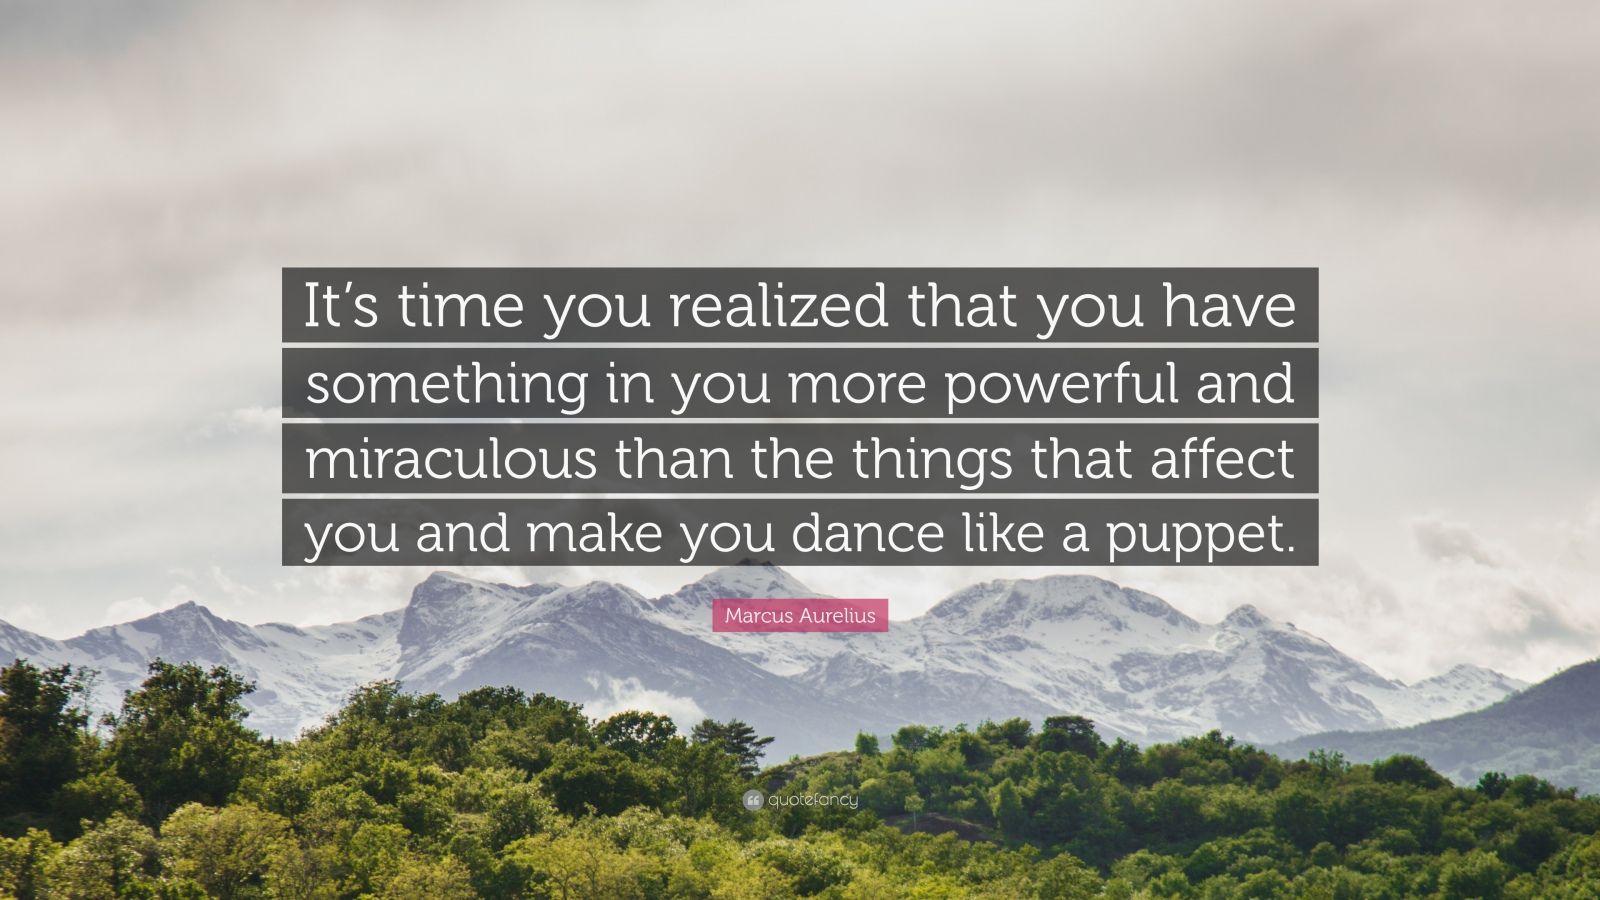 It’s time you realized that you have
something in you more powerful and
miraculous than the things that affect
you and make you dance like a puppet.
Marcus Aurelius
quotefancy